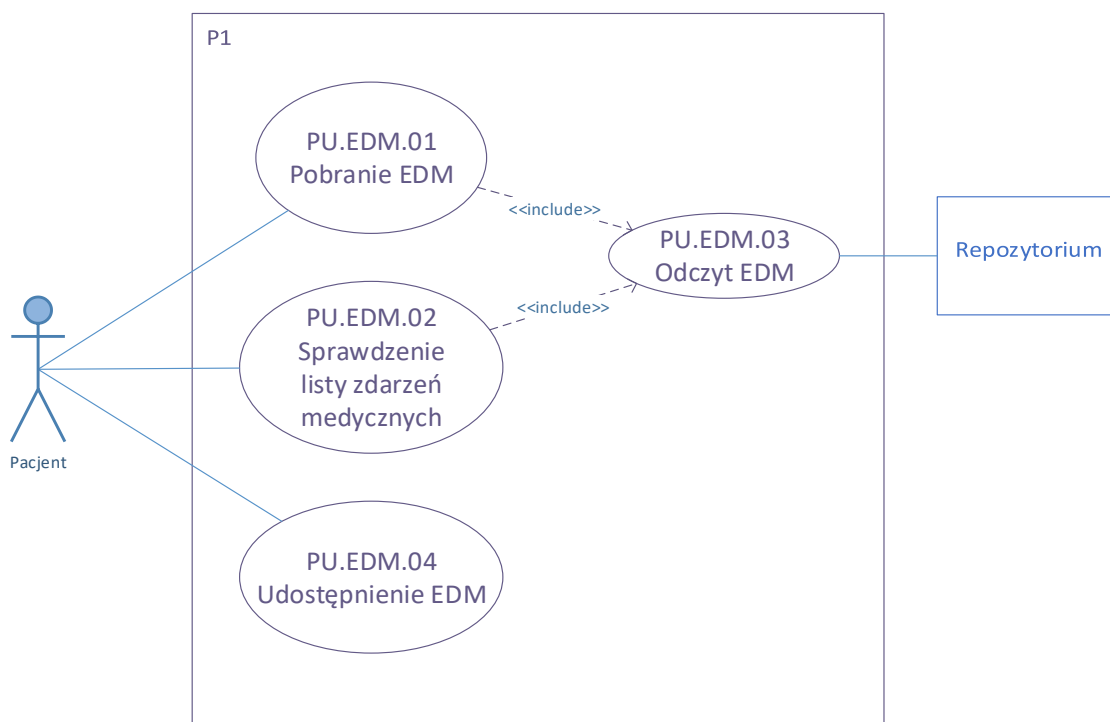 P1
PU.EDM.01
Pobranie EDM
<<include>>
PU.EDM.03
Odczyt EDM
Repozytorium
<<include>>
PU.EDM.02
Sprawdzenie
listy zdarzeń
medycznych
Pacjent
PU.EDM.04
Udostępnienie EDM